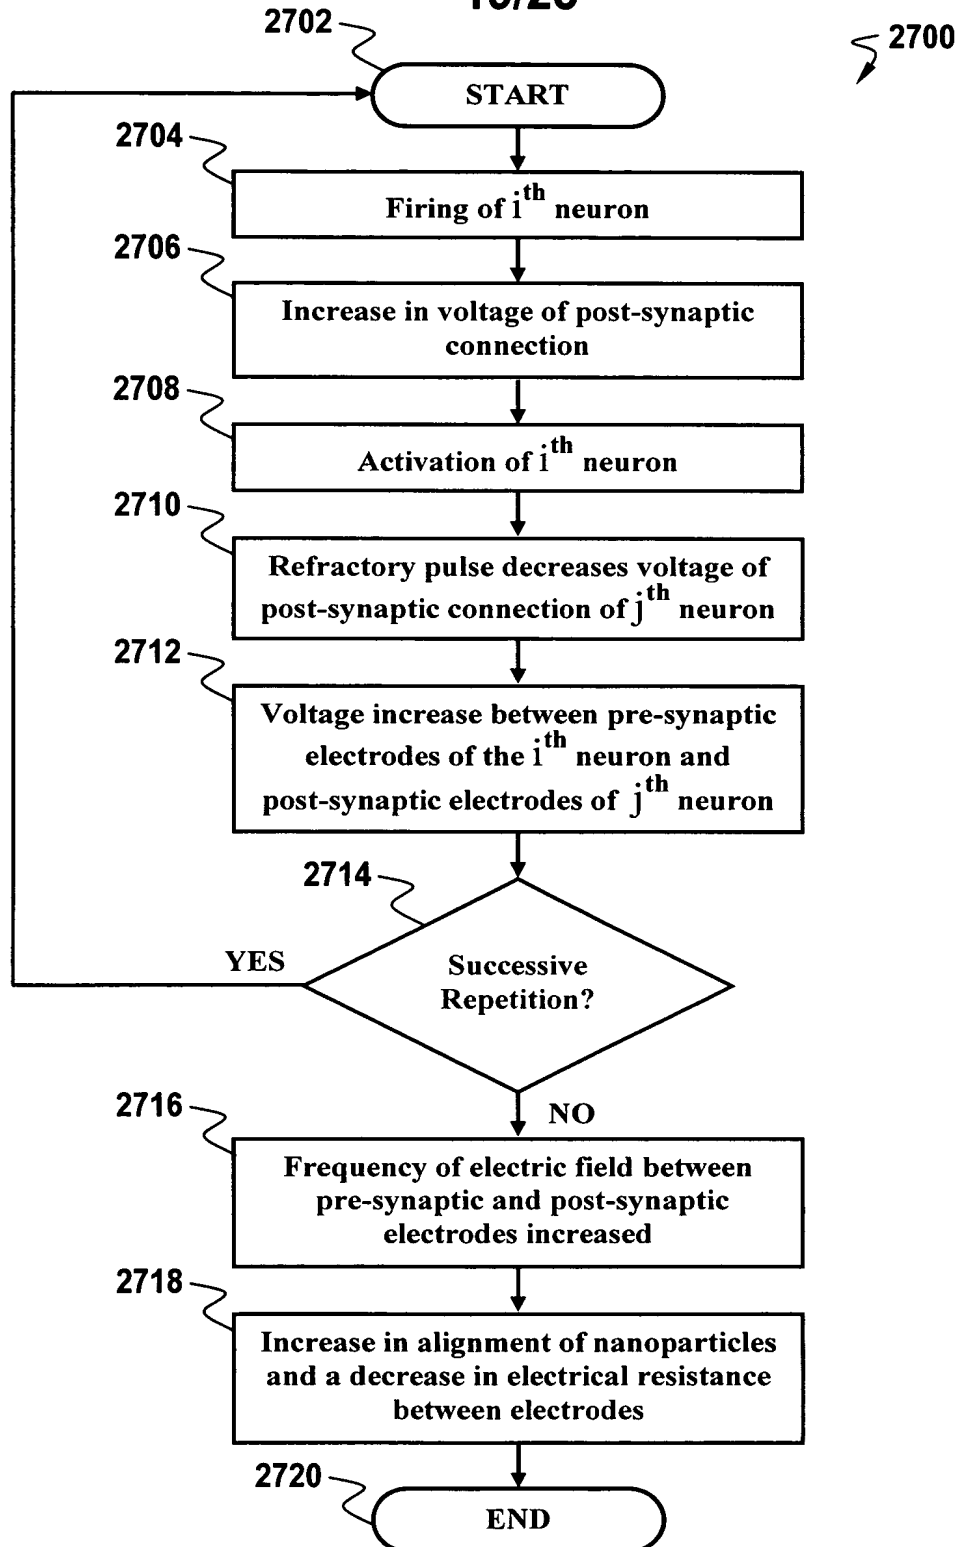 2702
2700
START
2704
Firing of i^th neuron
2706
Increase in voltage of post-synaptic
connection
2708
Activation of i^th neuron
2710
Refractory pulse decreases voltage of
post-synaptic connection of j^th neuron
2712
Voltage increase between pre-synaptic
electrodes of the i^th neuron and
post-synaptic electrodes of j^th neuron
2714
YES
Successive
Repetition?
NO
2716
Frequency of electric field between
pre-synaptic and post-synaptic
electrodes increased
2718
Increase in alignment of nanoparticles
and a decrease in electrical resistance
between electrodes
2720
END